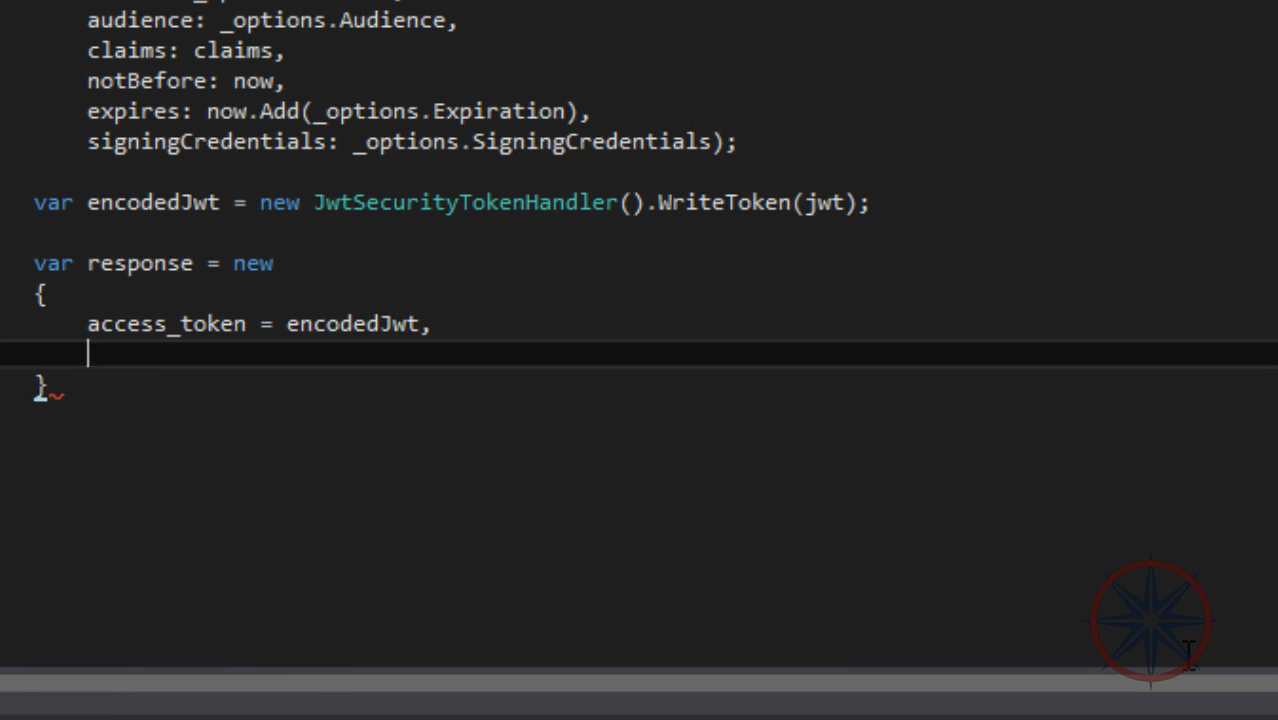 audience: _options.Audience,
claims: claims,
notBefore: now,
expires: now.Add(_options.Expiration),
signingCredentials: _options.SigningCredentials);
var encodedJwt = new JwtSecurityTokenHandler().WriteToken(jwt);
var response = new
{
access_token = encodedJwt,
}